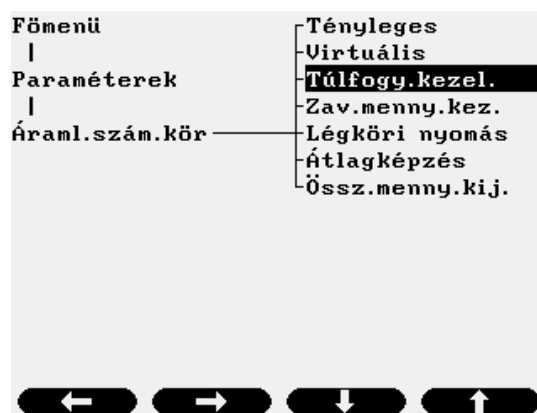 Fömenü
Paraméterek
Áraml.szám.kör
Tényleges
Virtuális
Túlfogy.kezel.
Zav.menny.kez.
Légköri nyomás
Átlagképzés
Össz.menny.kij.